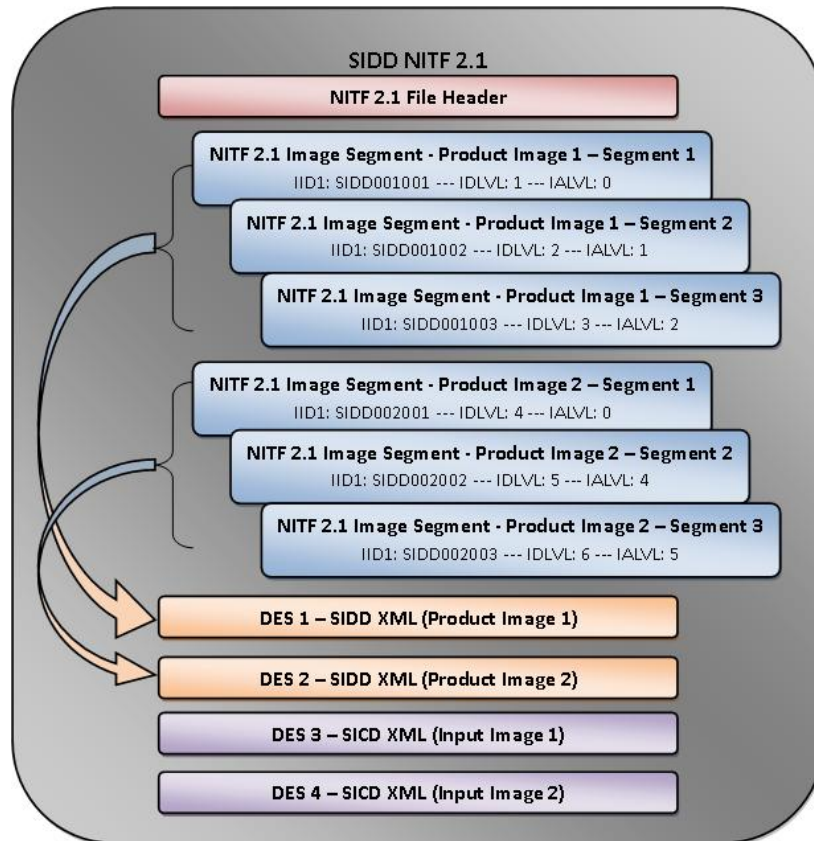 SIDD NITF 2.1
NITF 2.1 File Header
NITF 2.1 Image Segment - Product Image 1 – Segment 1
IID1: SIDD001001 --- IDLVL: 1 --- IALVL: 0
NITF 2.1 Image Segment - Product Image 1 – Segment 2
IID1: SIDD001002 --- IDLVL: 2 --- IALVL: 1
NITF 2.1 Image Segment - Product Image 1 – Segment 3
IID1: SIDD001003 --- IDLVL: 3 --- IALVL: 2
NITF 2.1 Image Segment - Product Image 2 – Segment 1
IID1: SIDD002001 --- IDLVL: 4 --- IALVL: 0
NITF 2.1 Image Segment - Product Image 2 – Segment 2
IID1: SIDD002002 --- IDLVL: 5 --- IALVL: 4
NITF 2.1 Image Segment - Product Image 2 – Segment 3
IID1: SIDD002003 --- IDLVL: 6 --- IALVL: 5
DES 1 – SIDD XML (Product Image 1)
DES 2 – SIDD XML (Product Image 2)
DES 3 – SICD XML (Input Image 1)
DES 4 – SICD XML (Input Image 2)